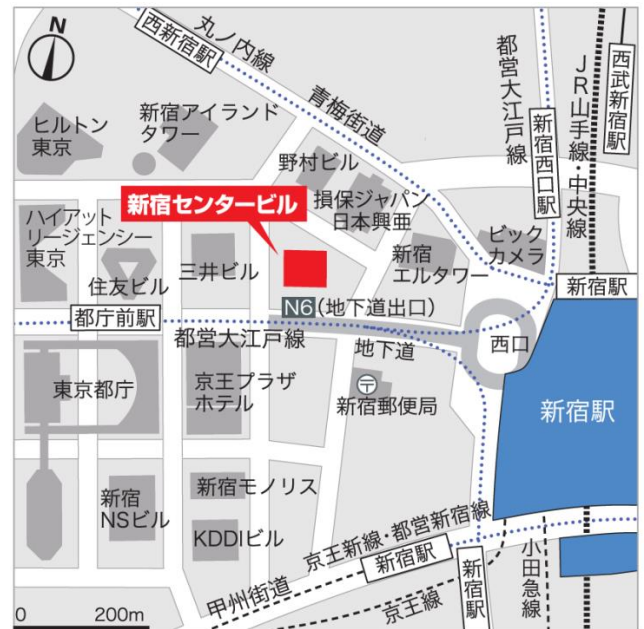 N
丸ノ内線
西新宿駅
青梅街道
都営大江戸線
新宿西口駅
JR山手線・中央線
西武新宿駅
ヒルトン
東京
新宿アイランド
タワー
野村ビル
損保ジャパン
日本興亜
新宿センタービル
ハイアット
リージェンシー
東京
住友ビル
三井ビル
新宿
エルタワー
ビック
カメラ
新宿駅
N6(地下道出口)
都庁前駅
都営大江戸線
地下道
西口
東京都庁
京王プラザ
ホテル
〒
新宿郵便局
新宿駅
新宿
NSビル
新宿モノリス
KDDIビル
京王新線・都営新宿線
新宿駅
甲州街道
京王線
新宿駅
小田急線
0 200m